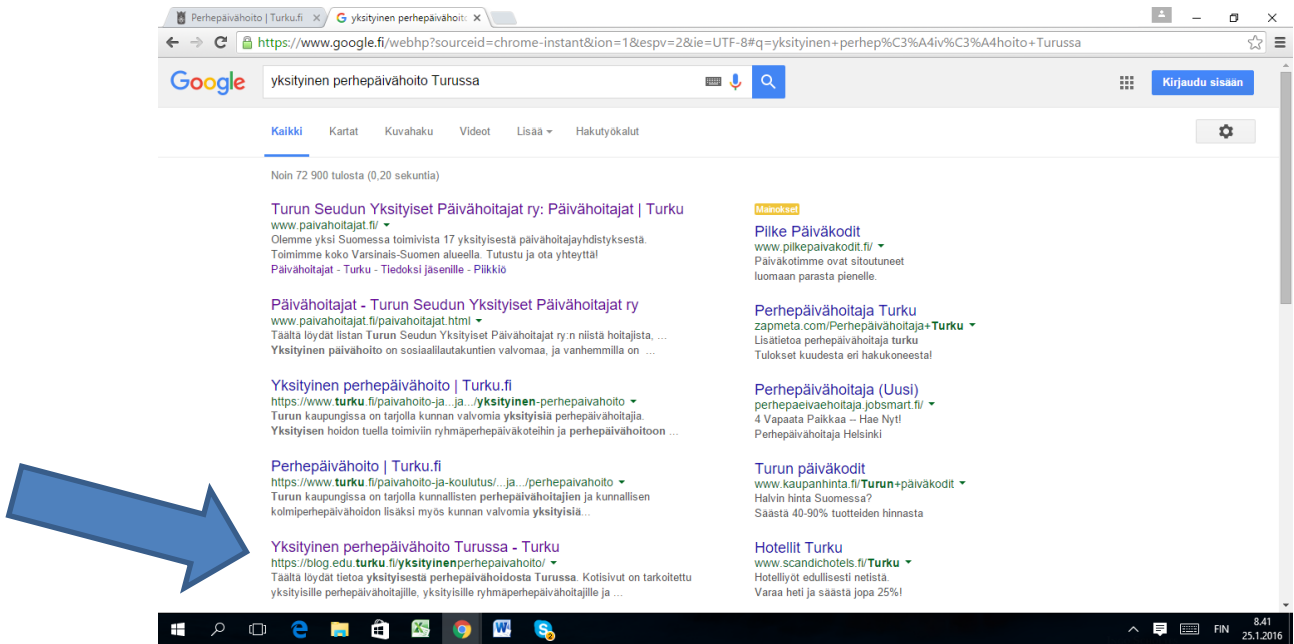 Perhepäivähoito | Turku.fi
yksityinen perhepäivähoito
https://www.google.fi/webhp?sourceid=chrome-instant&ion=1&espv=2&ie=UTF-8#q=yksityinen+perhep%C3%A4iv%C3%A4hoito+Turussa
Google
yksityinen perhepäivähoito Turussa
Kirjaudu sisään
Kaikki Kartat Kuvahaku Videot Lisää Hakutyökalut
Noin 72 900 tulosta (0,20 sekuntia)
Turun Seudun Yksityiset Päivähoitajat ry: Päivähoitajat | Turku
www.paivahoitajat.fi/
Olemme yksi Suomessa toimivista 17 yksityisestä päivähoitajayhdistyksestä.
Toimimme koko Varsinais-Suomen alueella. Tutustu ja ota yhteyttä!
Päivähoitajat - Turku - Tiedoksi jäsenille - Piikkiö
Päivähoitajat - Turun Seudun Yksityiset Päivähoitajat ry
www.paivahoitajat.fi/paivahoitajat.html
Täältä löydät listan Turun Seudun Yksityiset Päivähoitajat ry:n niistä hoitajista, ...
Yksityinen päivähoito on sosiaalilautakuntien valvomaa, ja vanhemmilla on ...
Yksityinen perhepäivähoito | Turku.fi
https://www.turku.fi/paivahoito-ja...ja.../yksityinen-perhepaivahoito
Turun kaupungissa on tarjolla kunnan valvomia yksityisiä perhepäivähoitajia.
Yksityisen hoidon tuella toimiviin ryhmäperhepäiväkoteihin ja perhepäivähoitoon ...
Perhepäivähoito | Turku.fi
https://www.turku.fi/paivahoito-ja-koulutus/...ja.../perhepaivahoito
Turun kaupungissa on tarjolla kunnallisten perhepäivähoitajien ja kunnallisen
kolmiperhepäivähoidon lisäksi myös kunnan valvomia yksityisiä...
Yksityinen perhepäivähoito Turussa - Turku
https://blog.edu.turku.fi/yksityinenperhepaivahoito/
Täältä löydät tietoa yksityisestä perhepäivähoidosta Turussa. Kotisivut on tarkoitettu
yksityisille perhepäivähoitajille, yksityisille ryhmäperhepäivähoitajille ja ...
Mainokset
Pilke Päiväkodit
www.pilkepaivakodit.fi/
Päiväkotimme ovat sitoutuneet
luomaan parasta pienelle.
Perhepäivähoitaja Turku
zapmeta.com/Perhepäivähoitaja+Turku
Lisätietoa perhepäivähoitaja turku
Tulokset kuudesta eri hakukoneesta!
Perhepäivähoitaja (Uusi)
perhepaeivaehoitaja.jobsmart.fi/
4 Vapaata Paikkaa -- Hae Nyt!
Perhepäivähoitaja Helsinki
Turun päiväkodit
www.kaupanhinta.fi/Turun+päiväkodit
Halvin hinta Suomessa?
Säästä 40-90% tuotteiden hinnasta
Hotellit Turku
www.scandichotels.fi/Turku
Hotelliyöt edullisesti netistä.
Varaa heti ja säästä jopa 25%!
FIN
8.41
25.1.2016